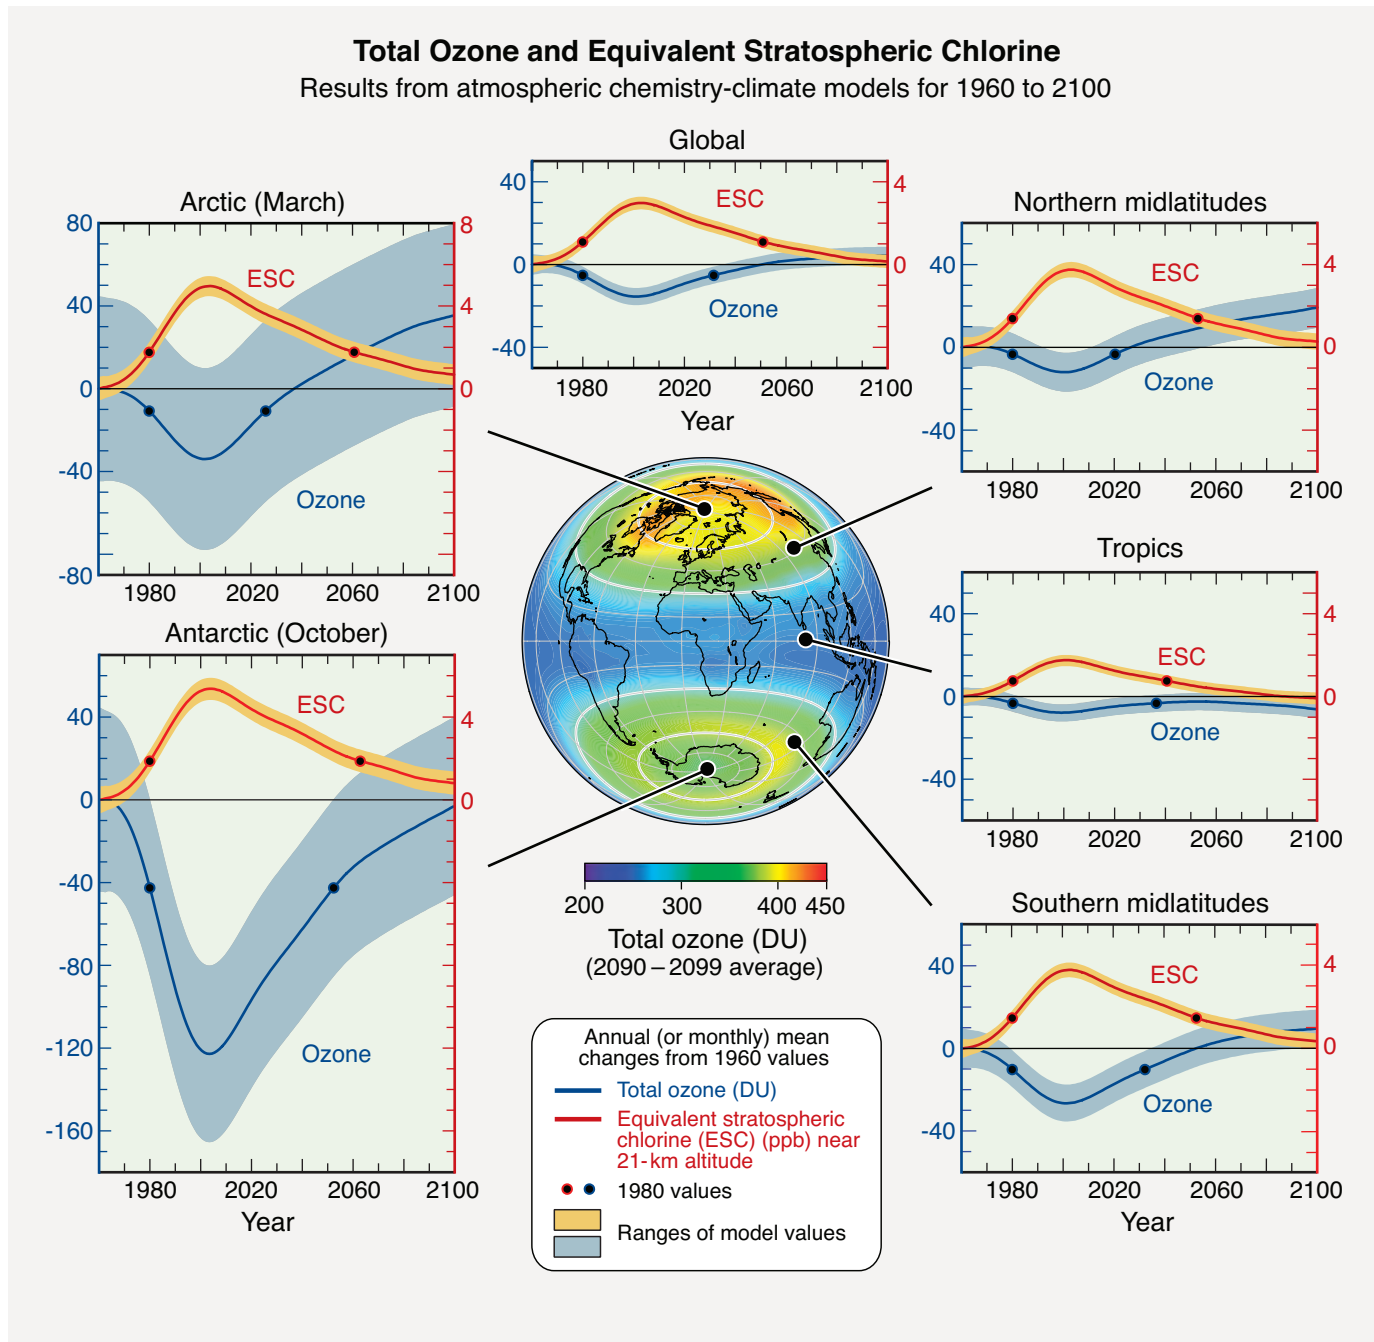 Total Ozone and Equivalent Stratospheric Chlorine
Results from atmospheric chemistry-climate models for 1960 to 2100
Global
40
0
-40
4
0
ESC
Ozone
1980 2020 2060 2100
Year
Arctic (March)
80
40
0
-40
-80
8
4
0
ESC
Ozone
1980 2020 2060 2100
Northern midlatitudes
40
0
-40
4
0
ESC
Ozone
1980 2020 2060 2100
Antarctic (October)
40
0
-40
-80
-120
-160
4
0
ESC
Ozone
1980 2020 2060 2100
Year
Tropics
40
0
-40
4
0
ESC
Ozone
1980 2020 2060 2100
200 300 400 450
Total ozone (DU)
(2090 – 2099 average)
Southern midlatitudes
40
0
-40
4
0
ESC
Ozone
1980 2020 2060 2100
Year
Annual (or monthly) mean
changes from 1960 values
Total ozone (DU)
Equivalent stratospheric
chlorine (ESC) (ppb) near
21-km altitude
1980 values
Ranges of model values